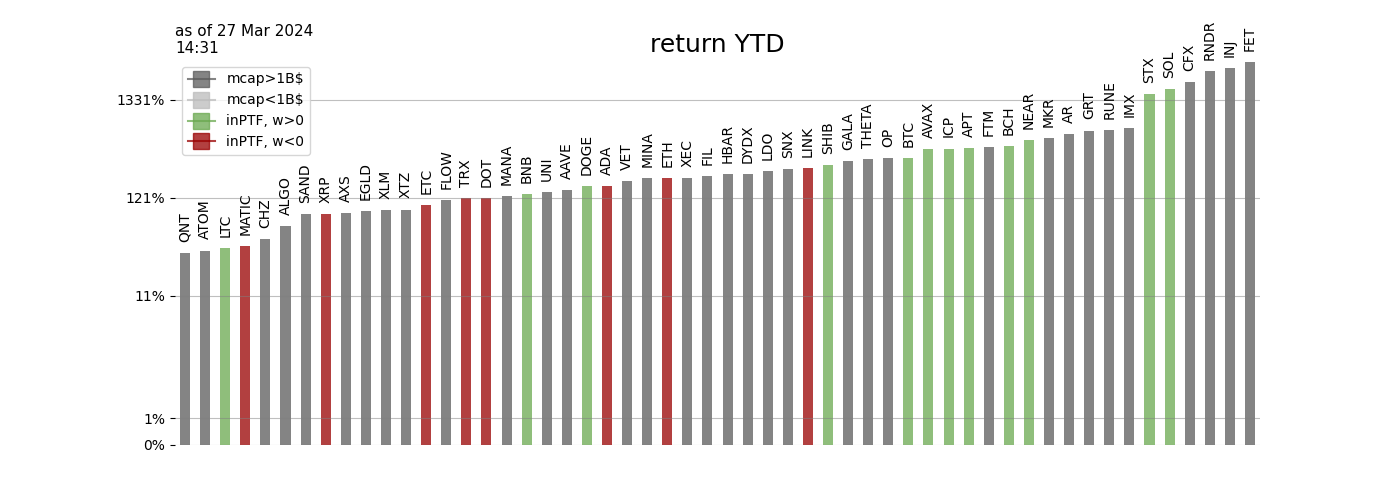 as of 27 Mar 2024
14:31
return YTD
mcap>1B$
mcap<1B$
inPTF, w>0
inPTF, w<0
1331%
121%
11%
1%
0%
QNT
ATOM
LTC
MATIC
CHZ
ALGO
SAND
XRP
AXS
EGLD
XLM
XTZ
ETC
FLOW
TRX
DOT
MANA
BNB
UNI
AAVE
DOGE
ADA
VET
MINA
ETH
XEC
FIL
HBAR
DYDX
LDO
SNX
LINK
SHIB
GALA
THETA
OP
BTC
AVAX
ICP
APT
FTM
BCH
NEAR
MKR
AR
GRT
RUNE
IMX
STX
SOL
CFX
RNDR
INJ
FET